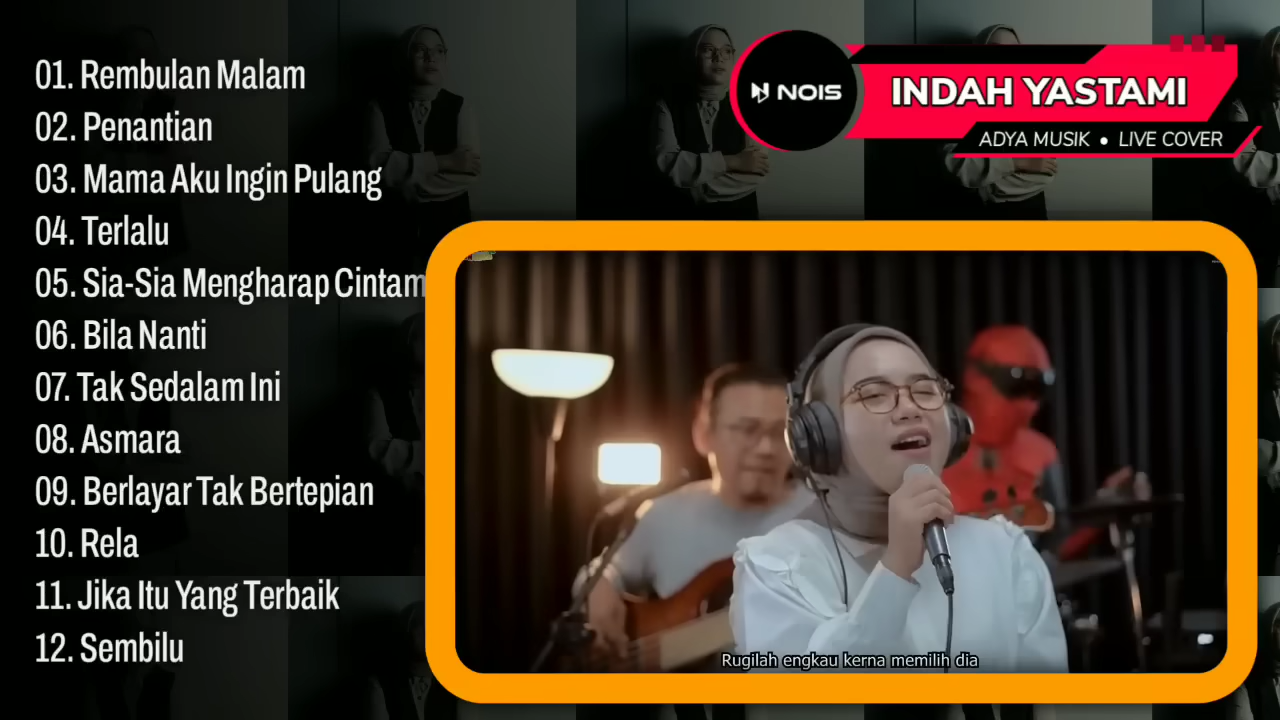 01. Rembulan Malam
02. Penantian
03. Mama Aku Ingin Pulang
04. Terlalu
05. Sia-Sia Mengharap Cintam
06. Bila Nanti
07. Tak Sedalam Ini
08. Asmara
09. Berlayar Tak Bertepian
10. Rela
11. Jika Itu Yang Terbaik
12. Sembilu
NOIS
INDAH YASTAMI
ADYA MUSIK • LIVE COVER
Rugilah engkau kerna memilih dia